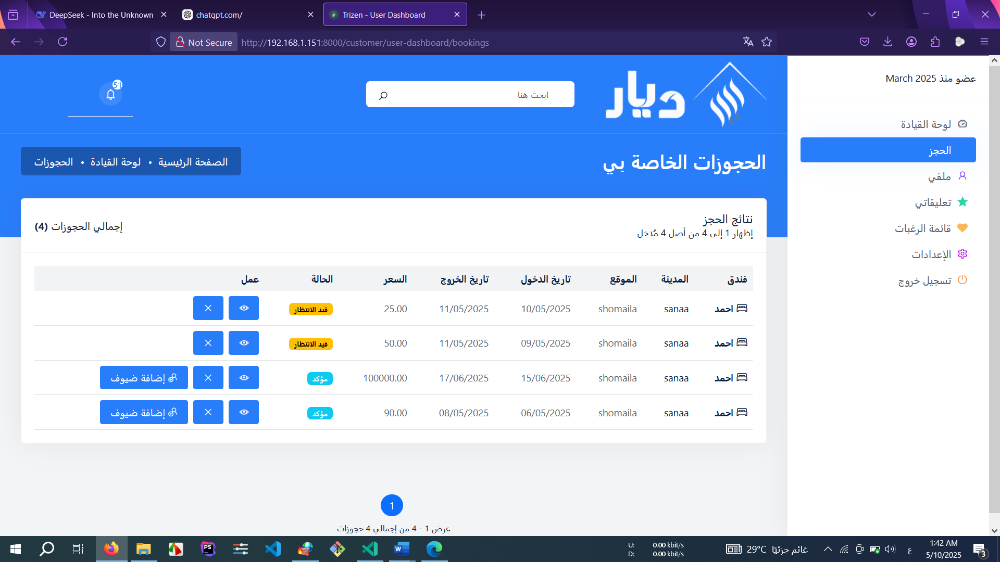 DeepSeek - Into the Unknown
chatgpt.com/
Trizen - User Dashboard
Not Secure
http://192.168.1.151:8000/customer/user-dashboard/bookings
عضو منذ March 2025
لوحة القيادة
الحجز
ملفي
تعليقاتي
قائمة الرغبات
الإعدادات
تسجيل خروج
ديار
ابحث هنا
51
الحجوزات الخاصة بي
الصفحة الرئيسية • لوحة القيادة • الحجوزات
نتائج الحجز
إظهار 1 إلى 4 من أصل 4 مُدخل
إجمالي الحجوزات (4)
فندق المدينة الموقع تاريخ الدخول تاريخ الخروج السعر الحالة عمل
احمد sanaa shomaila 10/05/2025 11/05/2025 25.00 قيد الانتظار
احمد sanaa shomaila 09/05/2025 11/05/2025 50.00 قيد الانتظار
احمد sanaa shomaila 15/06/2025 17/06/2025 100000.00 مؤكد إضافة ضيوف
احمد sanaa shomaila 06/05/2025 08/05/2025 90.00 مؤكد إضافة ضيوف
1
عرض 1 - 4 من إجمالي 4 حجوزات
PS
W
U: 0.00 kbit/s
D: 0.00 kbit/s
29°C غائم جزئيًا
ع
1:42 AM
5/10/2025
3